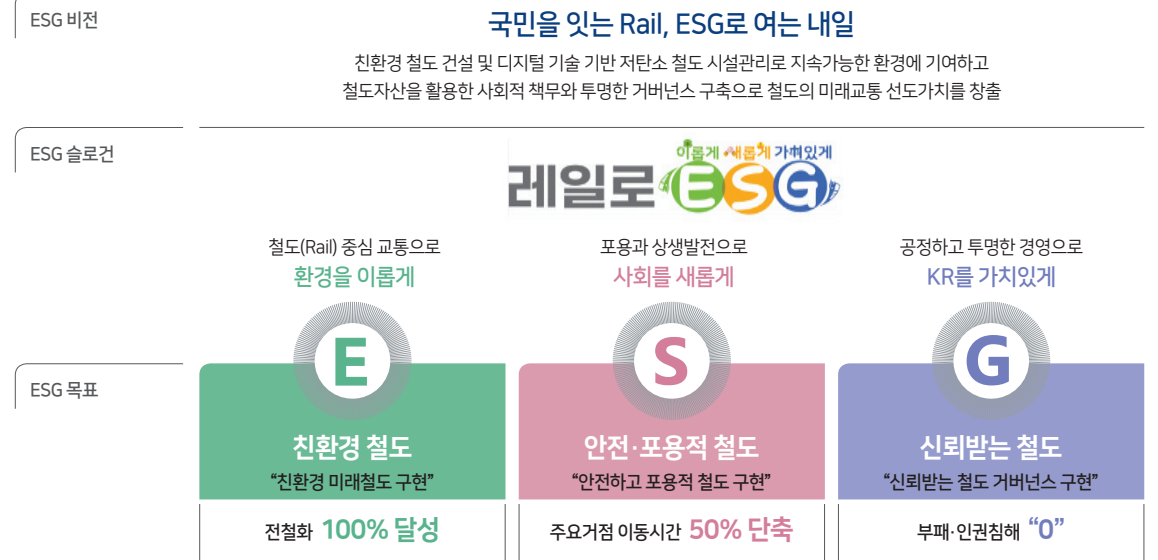 ESG 비전
국민을 잇는 Rail, ESG로 여는 내일
친환경 철도 건설 및 디지털 기술 기반 저탄소 철도 시설관리로 지속가능한 환경에 기여하고
철도자산을 활용한 사회적 책무와 투명한 거버넌스 구축으로 철도의 미래교통 선도가치를 창출
ESG 슬로건
이롭게 새롭게 가치있게
레일로 ESG
철도(Rail) 중심 교통으로
환경을 이롭게
포용과 상생발전으로
사회를 새롭게
공정하고 투명한 경영으로
KR를 가치있게
ESG 목표
E
친환경 철도
“친환경 미래철도 구현”
전철화 100% 달성
S
안전·포용적 철도
“안전하고 포용적 철도 구현”
주요거점 이동시간 50% 단축
G
신뢰받는 철도
“신뢰받는 철도 거버넌스 구현”
부패·인권침해 “0”